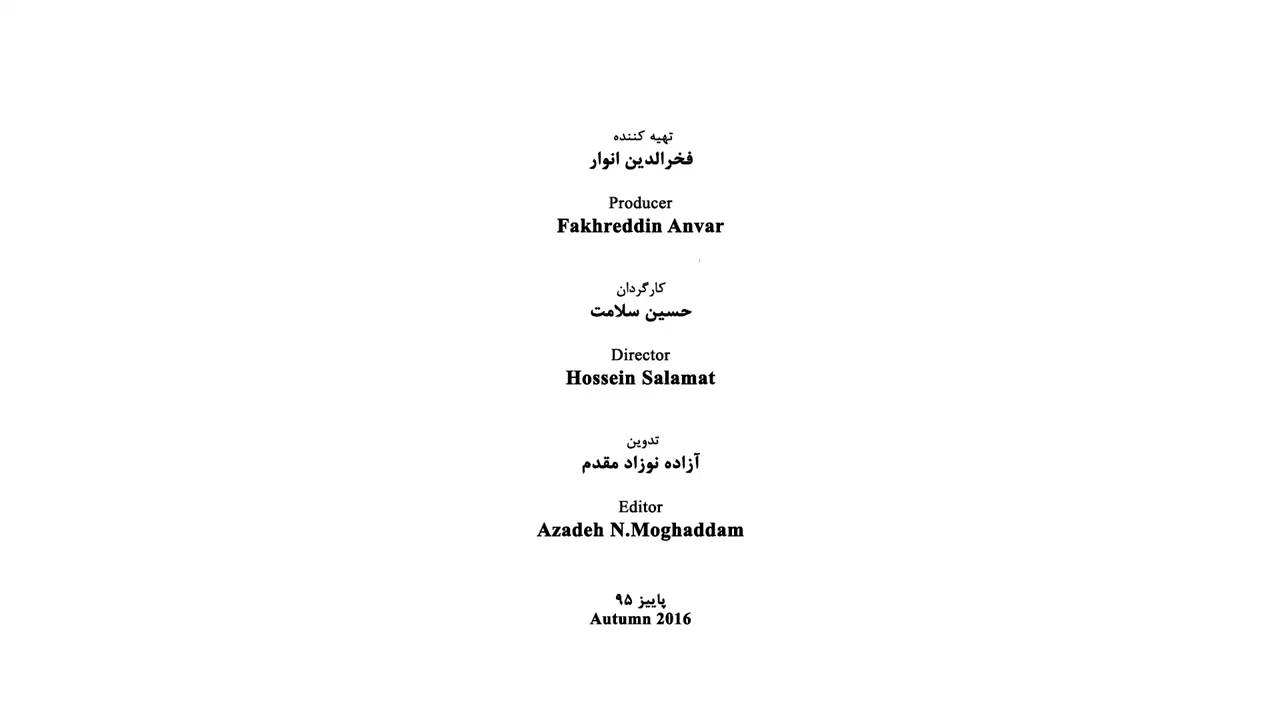 تهیه کننده
فخرالدین انوار
Producer
Fakhreddin Anvar
کارگردان
حسین سلامت
Director
Hossein Salamat
تدوین
آزاده نوزاد مقدم
Editor
Azadeh N.Moghaddam
پاییز ۹۵
Autumn 2016